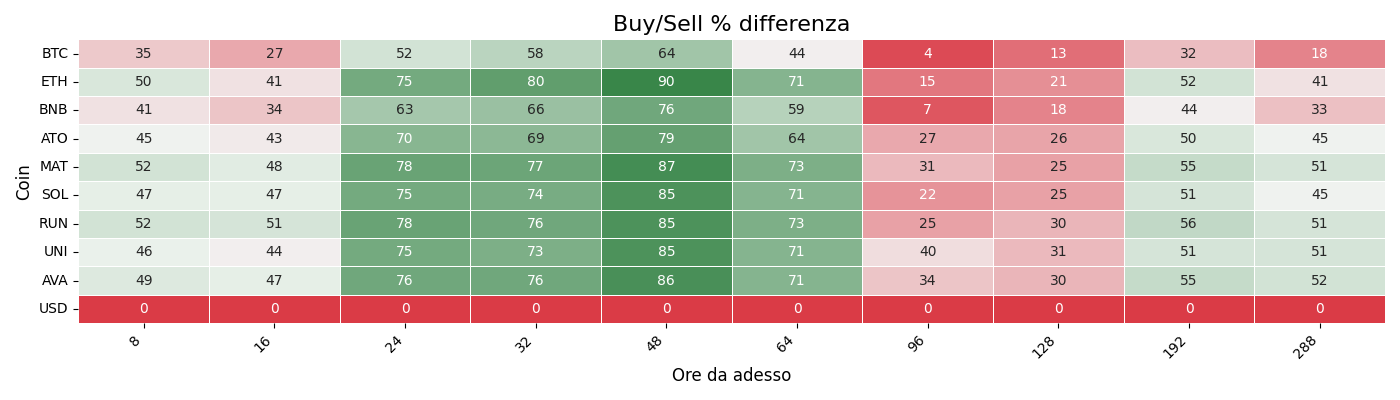 Buy/Sell % differenza
Coin
BTC 35 27 52 58 64 44 4 13 32 18
ETH 50 41 75 80 90 71 15 21 52 41
BNB 41 34 63 66 76 59 7 18 44 33
ATO 45 43 70 69 79 64 27 26 50 45
MAT 52 48 78 77 87 73 31 25 55 51
SOL 47 47 75 74 85 71 22 25 51 45
RUN 52 51 78 76 85 73 25 30 56 51
UNI 46 44 75 73 85 71 40 31 51 51
AVA 49 47 76 76 86 71 34 30 55 52
USD 0 0 0 0 0 0 0 0 0 0
8 16 24 32 48 64 96 128 192 288
Ore da adesso